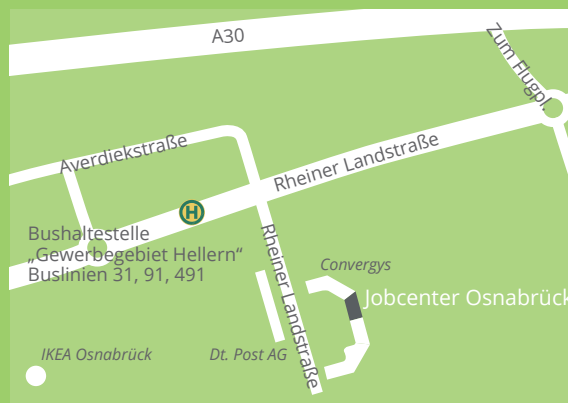 A30
Zum Flugpl.
Averdiekstraße
Rheiner Landstraße
H
Bushaltestelle
„Gewerbegebiet Hellern“
Buslinien 31, 91, 491
Rheiner Landstraße
Convergys
Jobcenter Osnabrück
IKEA Osnabrück
Dt. Post AG